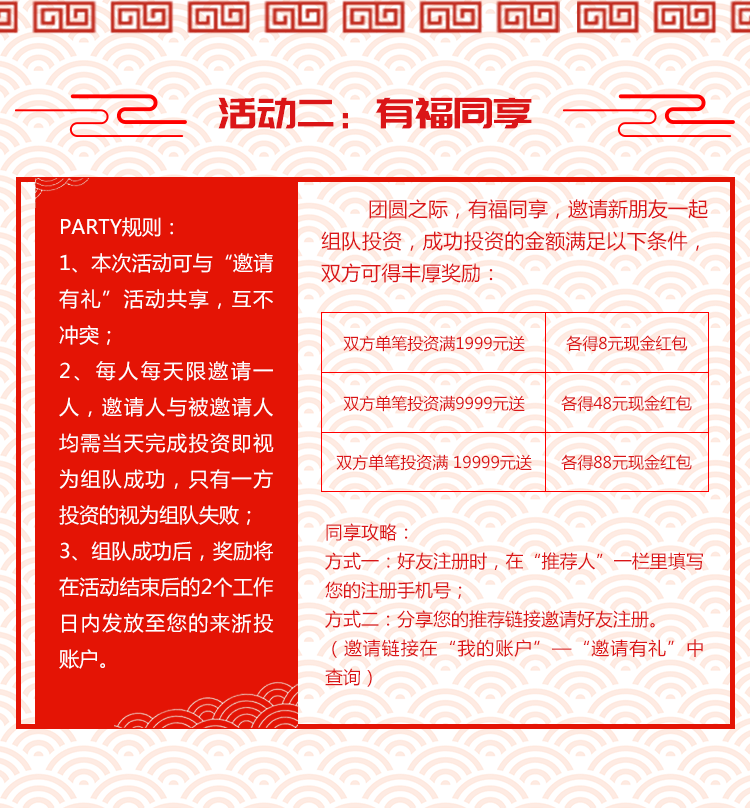 活动二：有福同享
PARTY规则：
1、本次活动可与“邀请
有礼”活动共享，互不
冲突；
2、每人每天限邀请一
人，邀请人与被邀请人
均需当天完成投资即视
为组队成功，只有一方
投资的视为组队失败；
3、组队成功后，奖励将
在活动结束后的2个工作
日内发放至您的来浙投
账户。
团圆之际，有福同享，邀请新朋友一起
组队投资，成功投资的金额满足以下条件，
双方可得丰厚奖励：
双方单笔投资满1999元送 各得8元现金红包
双方单笔投资满9999元送 各得48元现金红包
双方单笔投资满 19999元送 各得88元现金红包
同享攻略：
方式一：好友注册时，在“推荐人”一栏里填写
您的注册手机号；
方式二：分享您的推荐链接邀请好友注册。
（邀请链接在“我的账户”—“邀请有礼”中
查询）